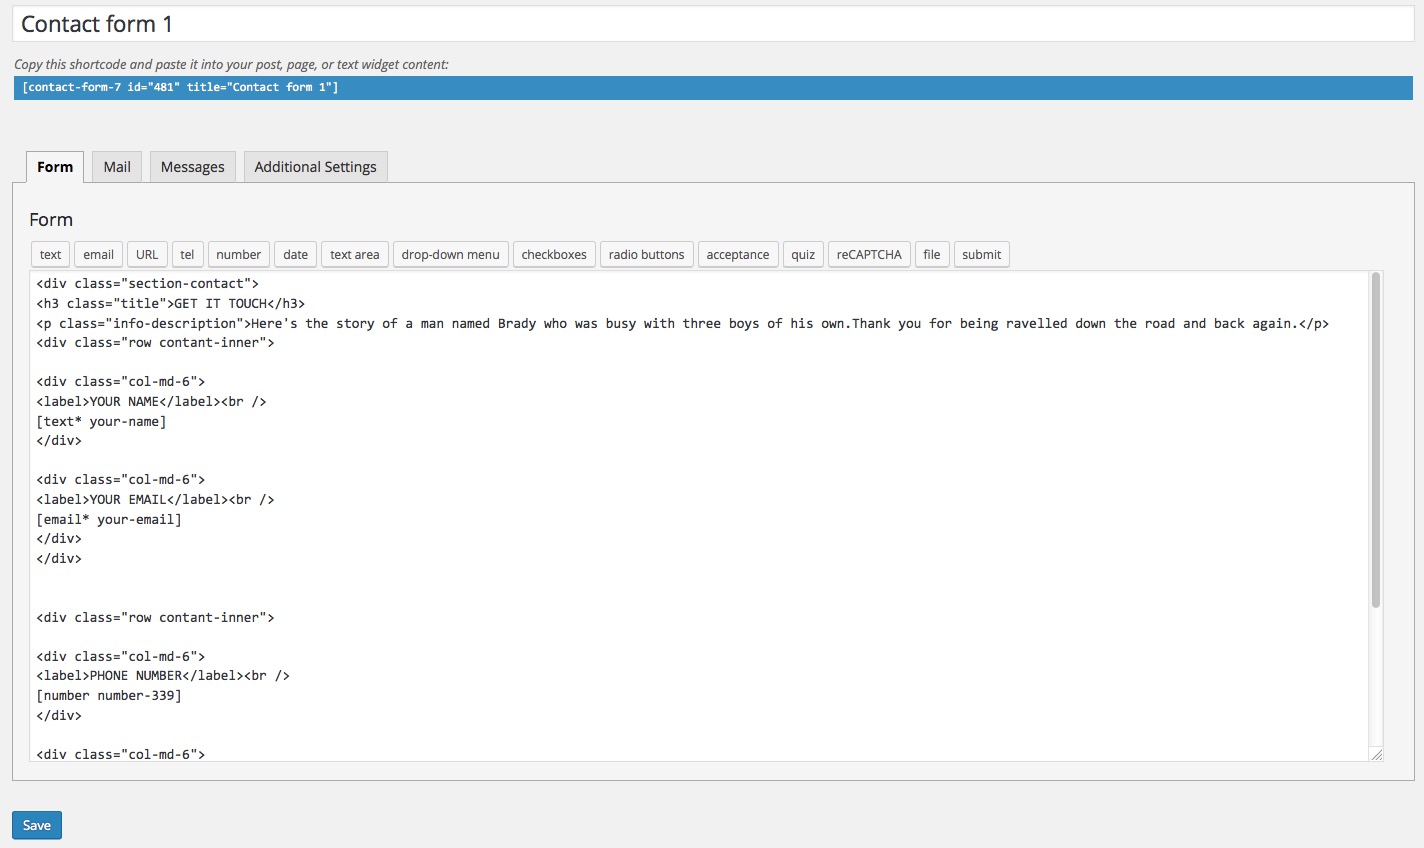 Contact form 1
Copy this shortcode and paste it into your post, page, or text widget content:
[contact-form-7 id="481" title="Contact form 1"]
Form Mail Messages Additional Settings
Form
text email URL tel number date text area drop-down menu checkboxes radio buttons acceptance quiz reCAPTCHA file submit
<div class="section-contact">
<h3 class="title">GET IT TOUCH</h3>
<p class="info-description">Here's the story of a man named Brady who was busy with three boys of his own.Thank you for being ravelled down the road and back again.</p>
<div class="row contant-inner">
<div class="col-md-6">
<label>YOUR NAME</label><br />
[text* your-name]
</div>
<div class="col-md-6">
<label>YOUR EMAIL</label><br />
[email* your-email]
</div>
</div>
<div class="row contant-inner">
<div class="col-md-6">
<label>PHONE NUMBER</label><br />
[number number-339]
</div>
<div class="col-md-6">
Save